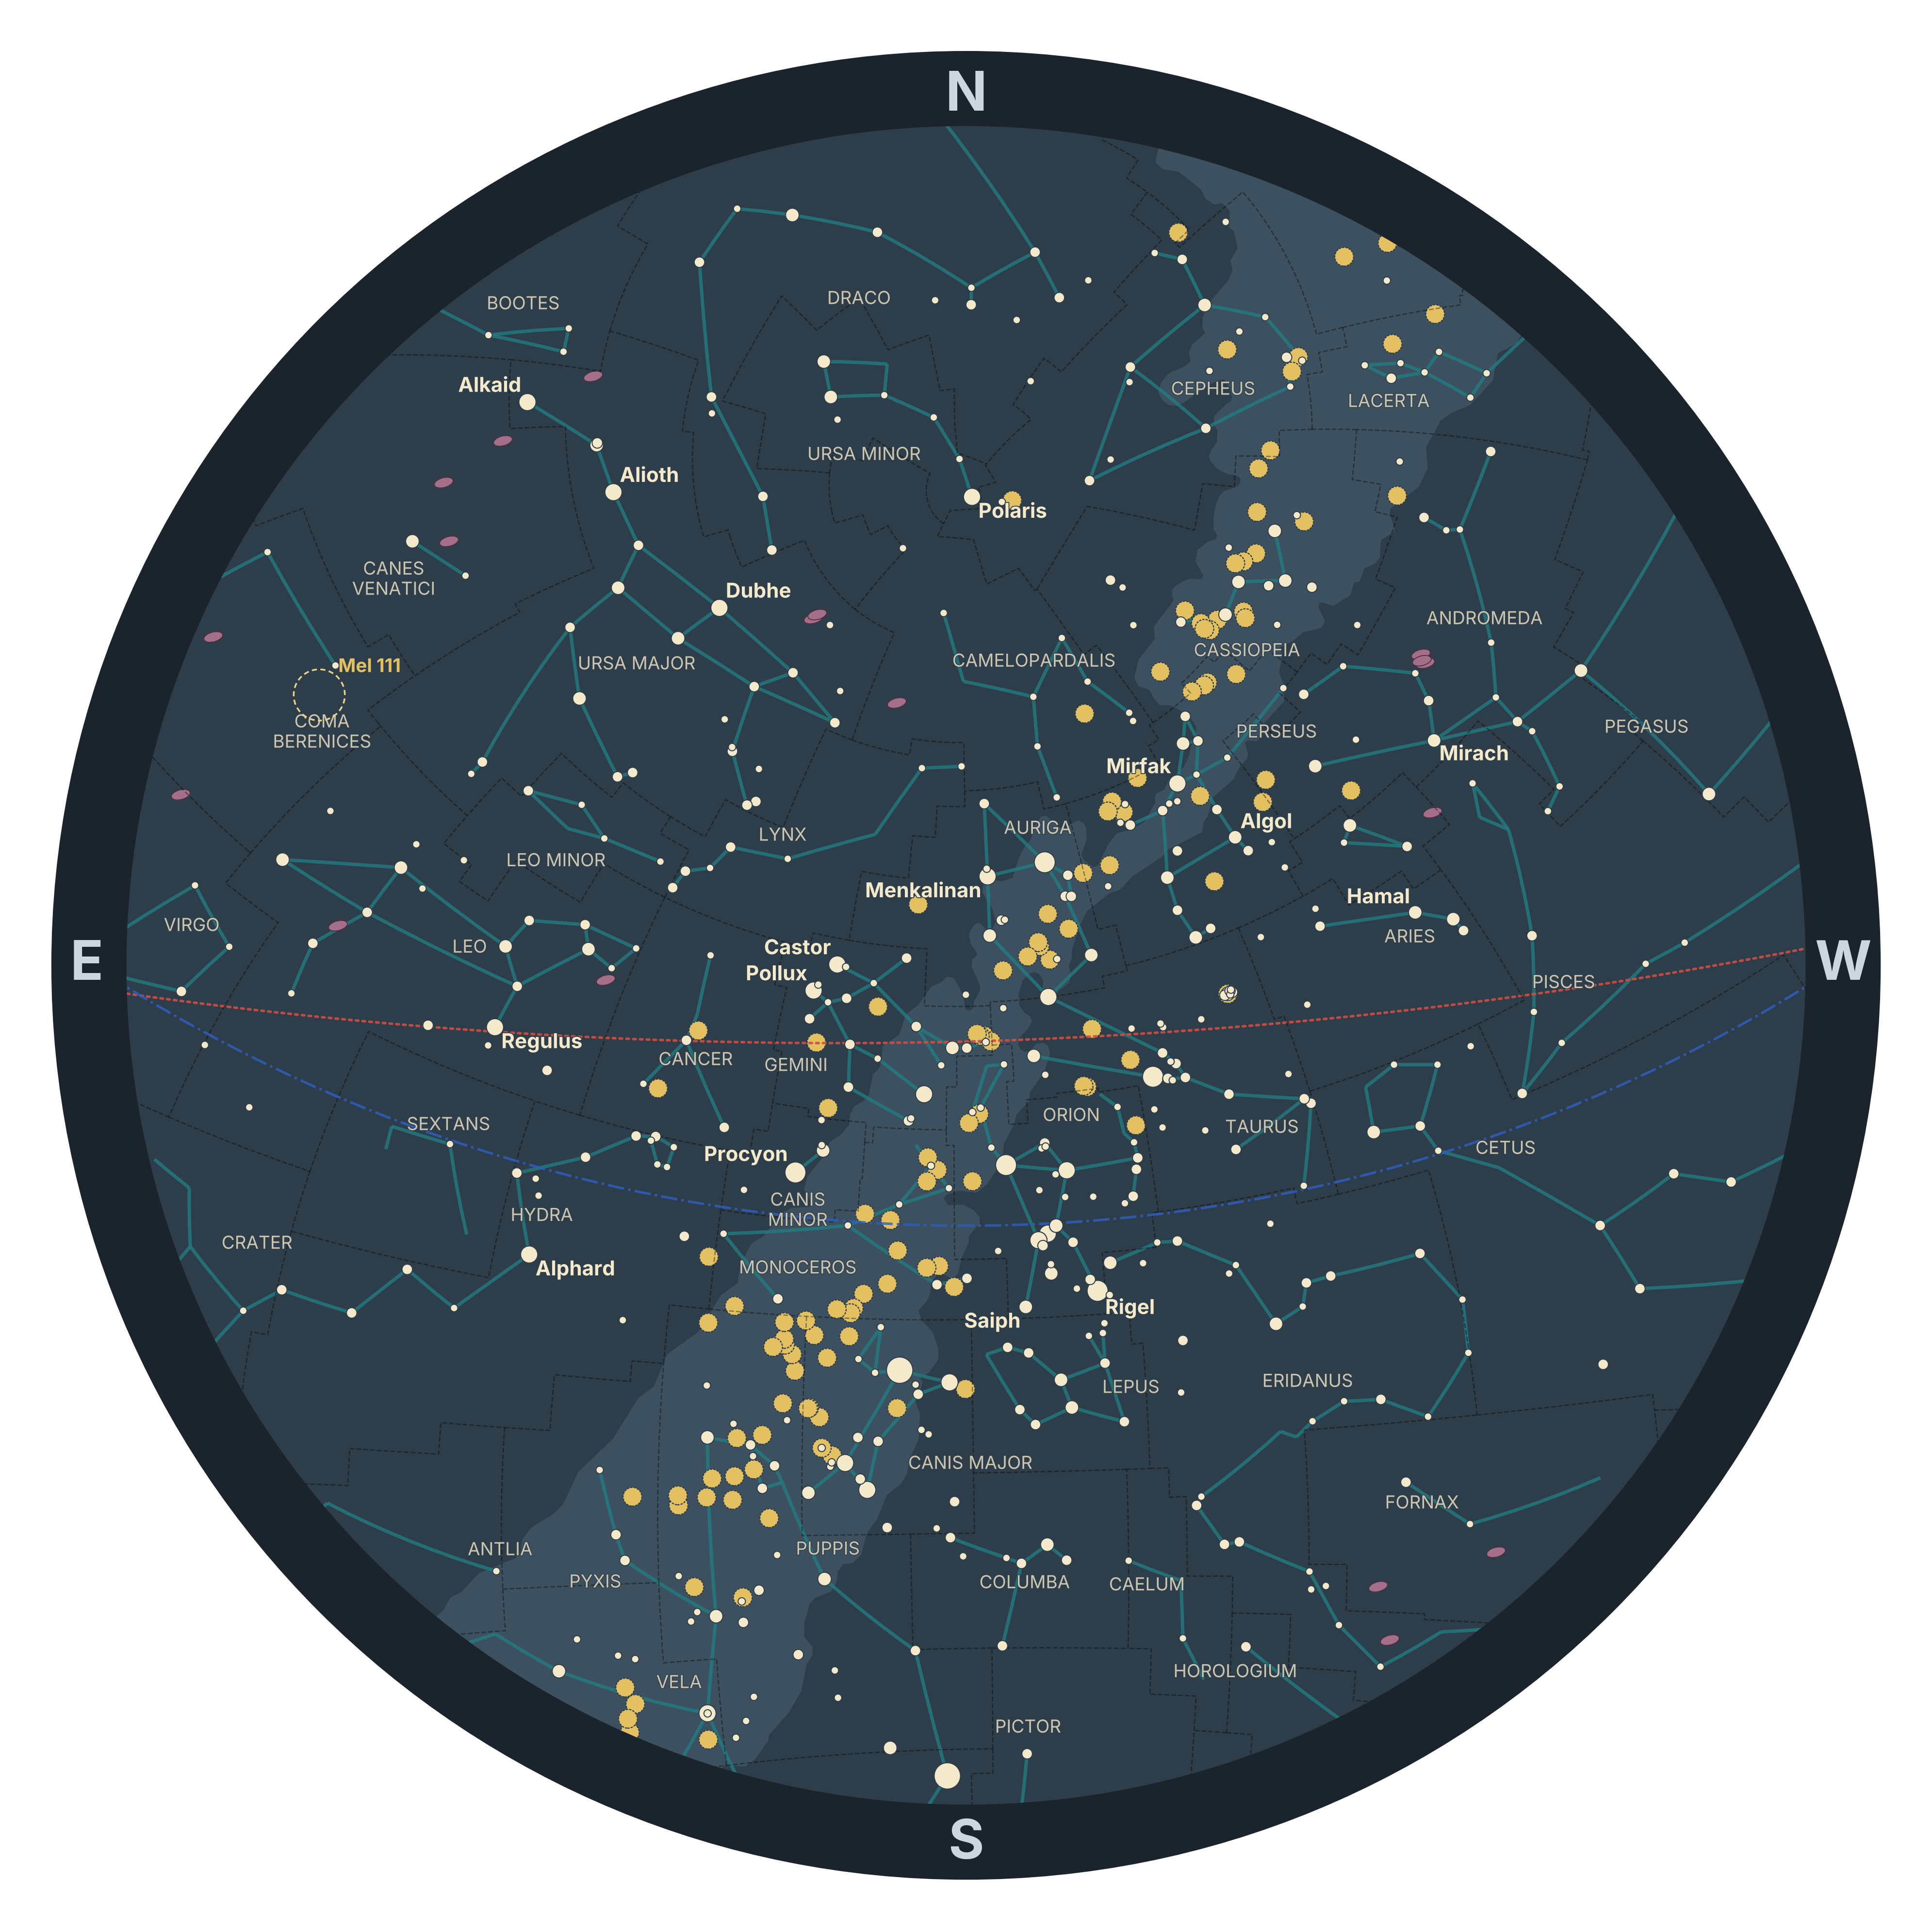 N
BOOTES
DRACO
Alkaid
CEPHEUS
LACERTA
URSA MINOR
Alioth
Polaris
CANES
VENATICI
Dubhe
ANDROMEDA
CASSIOPEIA
CAMELOPARDALIS
URSA MAJOR
Mel 111
COMA
BERENICES
PERSEUS
PEGASUS
Mirach
Mirfak
AURIGA
Algol
LYNX
LEO MINOR
Menkalinan
Hamal
VIRGO
LEO
Castor
ARIES
E
W
Pollux
PISCES
Regulus
CANCER
GEMINI
SEXTANS
ORION
TAURUS
CETUS
Procyon
CANIS
MINOR
HYDRA
CRATER
Alphard
MONOCEROS
Saiph
Rigel
LEPUS
ERIDANUS
CANIS MAJOR
FORNAX
ANTLIA
PUPPIS
PYXIS
COLUMBA
CAELUM
VELA
HOROLOGIUM
PICTOR
S